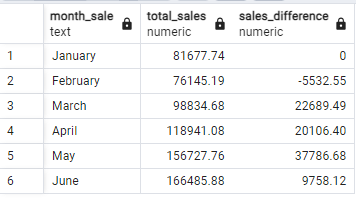 month_sale total_sales sales_difference
text numeric numeric
1 January 81677.74 0
2 February 76145.19 -5532.55
3 March 98834.68 22689.49
4 April 118941.08 20106.40
5 May 156727.76 37786.68
6 June 166485.88 9758.12